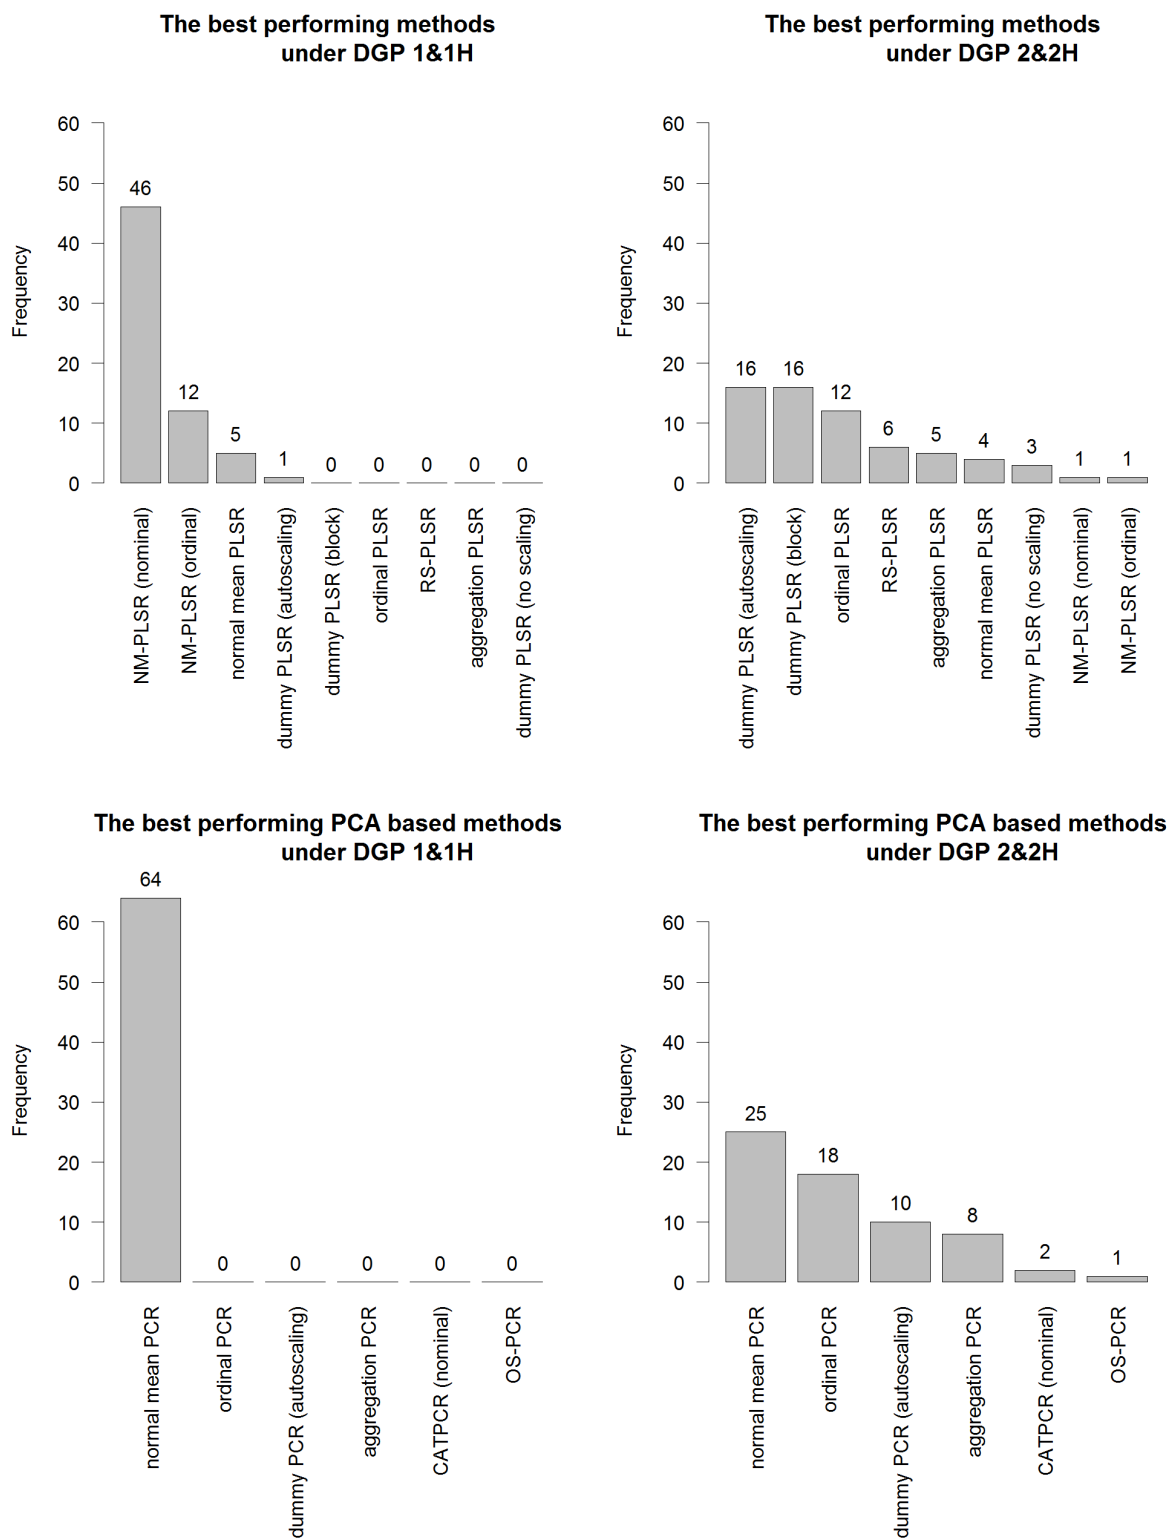 The best performing methods
under DGP 1&1H
Frequency
60
50
40
30
20
10
0
46
12
5
1
0
0
0
0
0
NM-PLSR (nominal)
NM-PLSR (ordinal)
normal mean PLSR
dummy PLSR (autoscaling)
dummy PLSR (block)
ordinal PLSR
RS-PLSR
aggregation PLSR
dummy PLSR (no scaling)
The best performing methods
under DGP 2&2H
Frequency
60
50
40
30
20
10
0
16
16
12
6
5
4
3
1
1
dummy PLSR (autoscaling)
dummy PLSR (block)
ordinal PLSR
RS-PLSR
aggregation PLSR
normal mean PLSR
dummy PLSR (no scaling)
NM-PLSR (nominal)
NM-PLSR (ordinal)
The best performing PCA based methods
under DGP 1&1H
Frequency
60
50
40
30
20
10
0
64
0
0
0
0
0
normal mean PCR
ordinal PCR
dummy PCR (autoscaling)
aggregation PCR
CATPCR (nominal)
OS-PCR
The best performing PCA based methods
under DGP 2&2H
Frequency
60
50
40
30
20
10
0
25
18
10
8
2
1
normal mean PCR
ordinal PCR
dummy PCR (autoscaling)
aggregation PCR
CATPCR (nominal)
OS-PCR